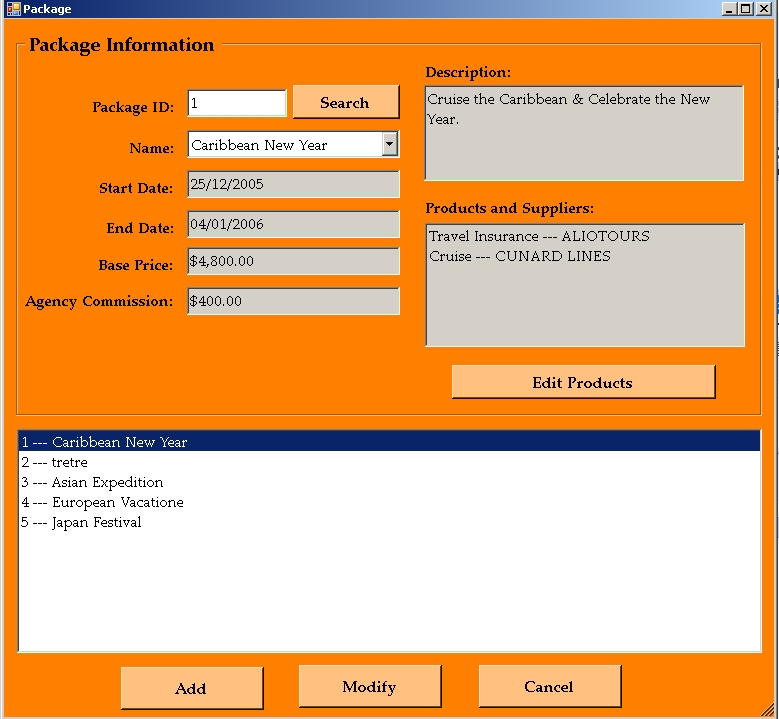 Package
Package Information
Package ID: 1 Search
Name: Caribbean New Year
Start Date: 25/12/2005
End Date: 04/01/2006
Base Price: $4,800.00
Agency Commission: $400.00
Description:
Cruise the Caribbean & Celebrate the New
Year.
Products and Suppliers:
Travel Insurance --- ALIOTOURS
Cruise --- CUNARD LINES
Edit Products
1 --- Caribbean New Year
2 --- tretre
3 --- Asian Expedition
4 --- European Vacatione
5 --- Japan Festival
Add Modify Cancel